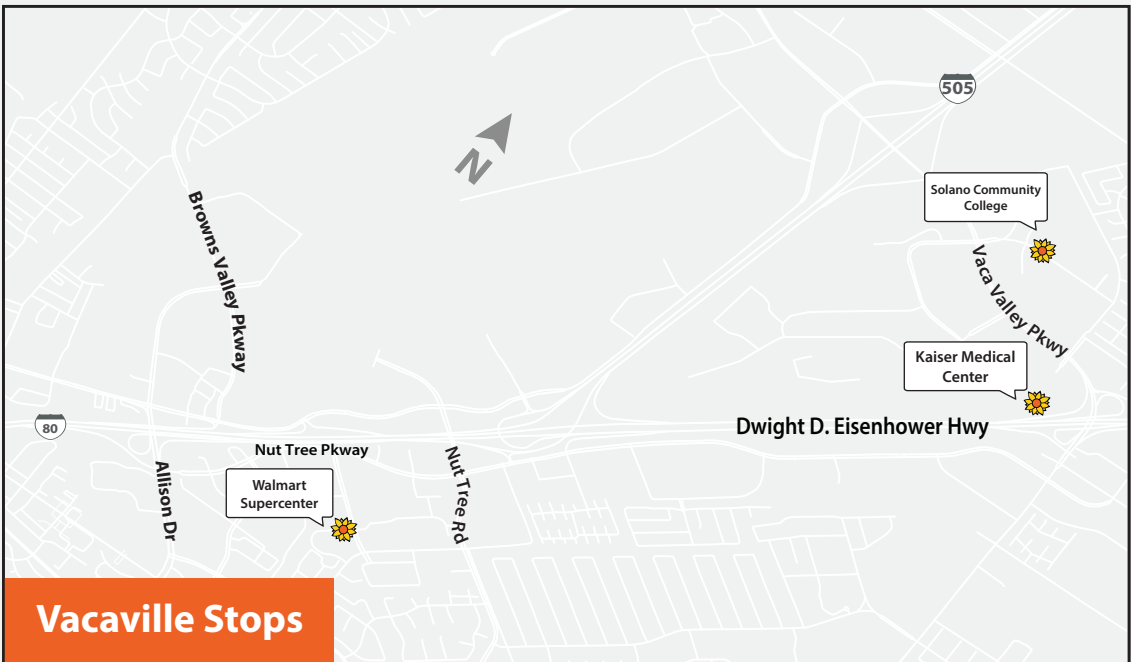 505
N
Solano Community
College
Browns Valley Pkway
Vaca Valley Pkwy
Kaiser Medical
Center
80
Dwight D. Eisenhower Hwy
Nut Tree Pkway
Nut Tree Rd
Allison Dr
Walmart
Supercenter
Vacaville Stops